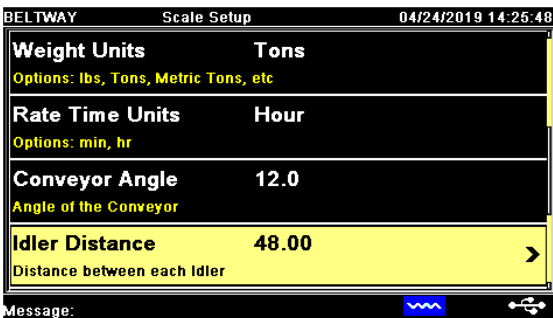 BELTWAY Scale Setup 04/24/2019 14:25:48
Weight Units Tons
Options: lbs, Tons, Metric Tons, etc
Rate Time Units Hour
Options: min, hr
Conveyor Angle 12.0
Angle of the Conveyor
Idler Distance 48.00
Distance between each Idler
Message: